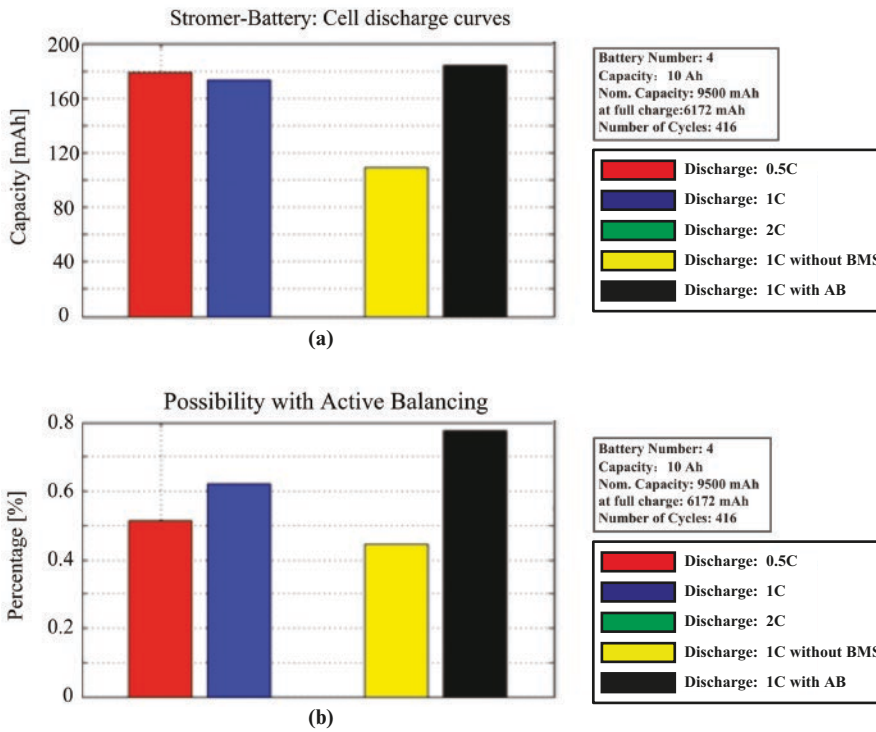 Stromer-Battery: Cell discharge curves
Capacity [mAh]
200
160
120
80
40
0
(a)
Battery Number: 4
Capacity: 10 Ah
Nom. Capacity: 9500 mAh
at full charge:6172 mAh
Number of Cycles: 416
Discharge: 0.5C
Discharge: 1C
Discharge: 2C
Discharge: 1C without BMS
Discharge: 1C with AB
Possibility with Active Balancing
Percentage [%]
0.8
0.6
0.4
0.2
0
(b)
Battery Number: 4
Capacity: 10 Ah
Nom. Capacity: 9500 mAh
at full charge: 6172 mAh
Number of Cycles: 416
Discharge: 0.5C
Discharge: 1C
Discharge: 2C
Discharge: 1C without BMS
Discharge: 1C with AB